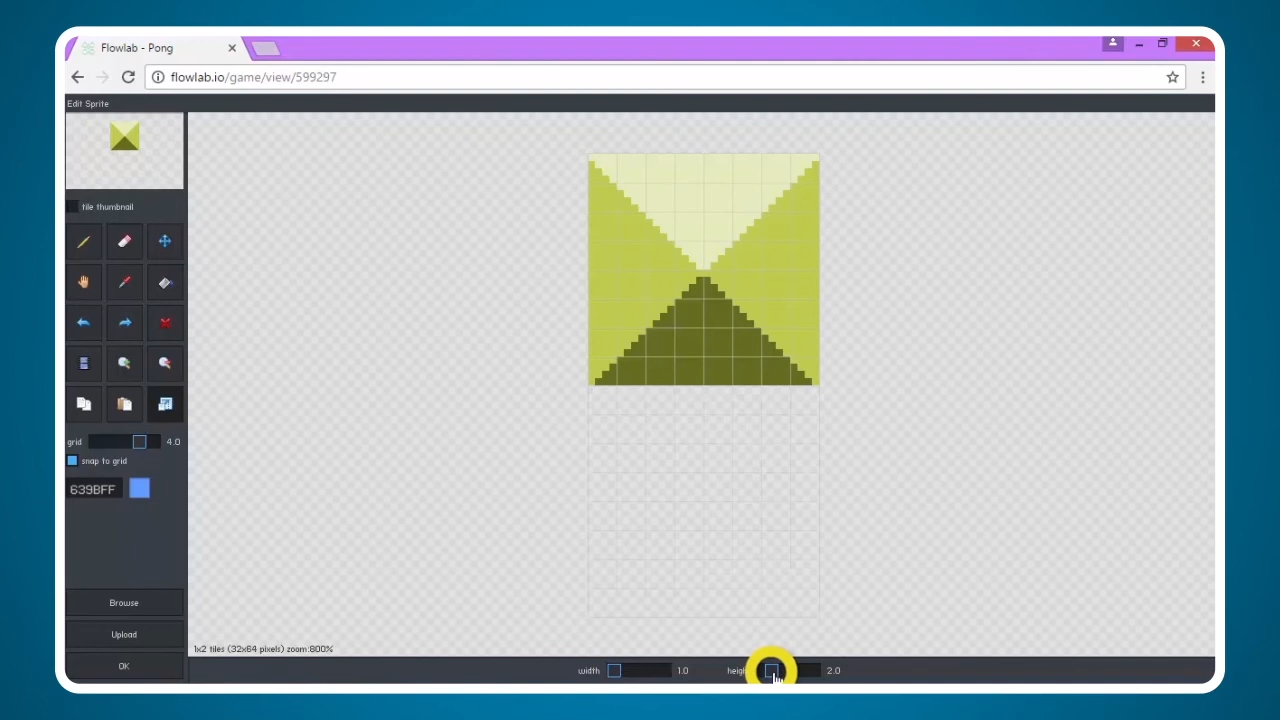 Flowlab - Pong
flowlab.io/game/view/599297
Edit Sprite
tile thumbnail
grid 4.0
snap to grid
639BFF
Browse
Upload
OK
1x2 tiles (32x64 pixels) zoom:800%
width 1.0 heigh 2.0